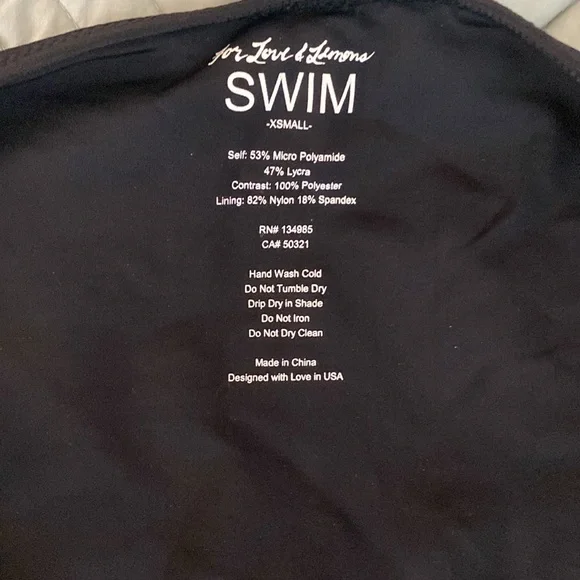 for Love & Lemons
SWIM
-XSMALL-
Self: 53% Micro Polyamide
47% Lycra
Contrast: 100% Polyester
Lining: 82% Nylon 18% Spandex
RN# 134985
CA# 50321
Hand Wash Cold
Do Not Tumble Dry
Drip Dry in Shade
Do Not Iron
Do Not Dry Clean
Made in China
Designed with Love in USA